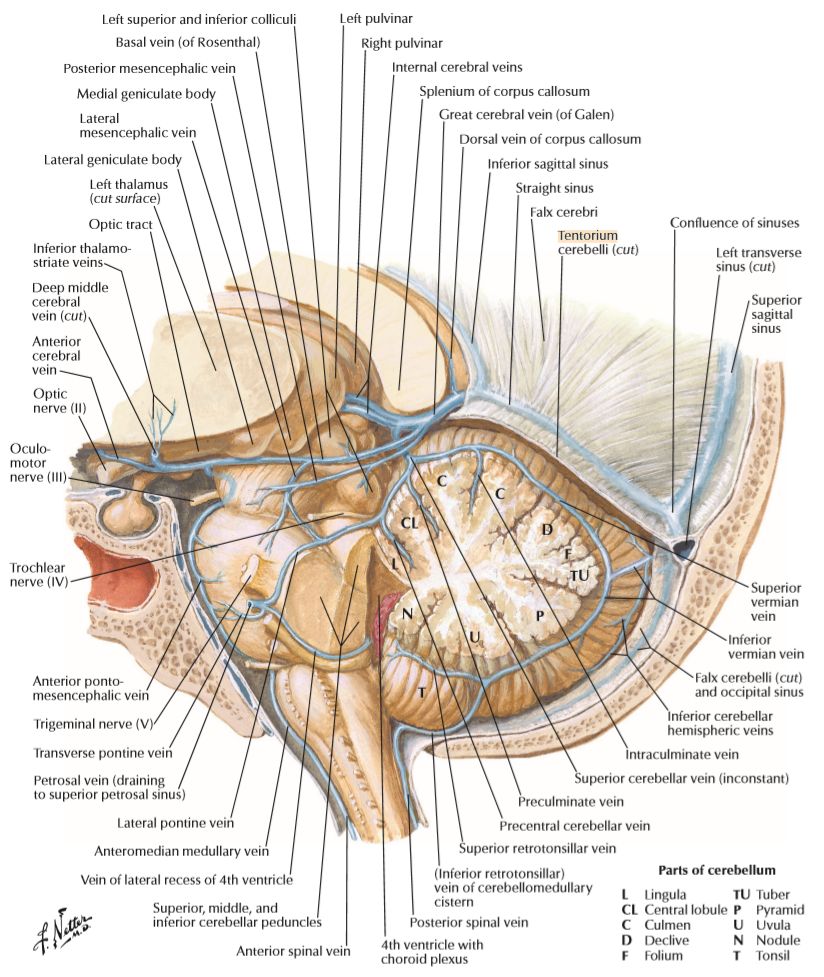 Left superior and inferior colliculi
Basal vein (of Rosenthal)
Posterior mesencephalic vein
Medial geniculate body
Lateral
mesencephalic vein
Lateral geniculate body
Left thalamus
(cut surface)
Optic tract
Inferior thalamo-
striate veins
Deep middle
cerebral
vein (cut)
Anterior
cerebral
vein
Optic
nerve (II)
Oculo-
motor
nerve (III)
Trochlear
nerve (IV)
Anterior ponto-
mesencephalic vein
Trigeminal nerve (V)
Transverse pontine vein
Petrosal vein (draining
to superior petrosal sinus)
Lateral pontine vein
Anteromedian medullary vein
Vein of lateral recess of 4th ventricle
Superior, middle, and
inferior cerebellar peduncles
Anterior spinal vein
Left pulvinar
Right pulvinar
Internal cerebral veins
Splenium of corpus callosum
Great cerebral vein (of Galen)
Dorsal vein of corpus callosum
Inferior sagittal sinus
Straight sinus
Falx cerebri
Tentorium
cerebelli (cut)
Confluence of sinuses
Left transverse
sinus (cut)
Superior
sagittal
sinus
C
C
CL
D
F
TU
L
N
P
U
T
Superior
vermian
vein
Inferior
vermian vein
Falx cerebelli (cut)
and occipital sinus
Inferior cerebellar
hemispheric veins
Intraculminate vein
Superior cerebellar vein (inconstant)
Preculminate vein
Precentral cerebellar vein
Superior retrotonsillar vein
(Inferior retrotonsillar)
vein of cerebellomedullary
cistern
Posterior spinal vein
4th ventricle with
choroid plexus
Parts of cerebellum
L Lingula TU Tuber
CL Central lobule P Pyramid
C Culmen U Uvula
D Declive N Nodule
F Folium T Tonsil
F. Netter
M.D.